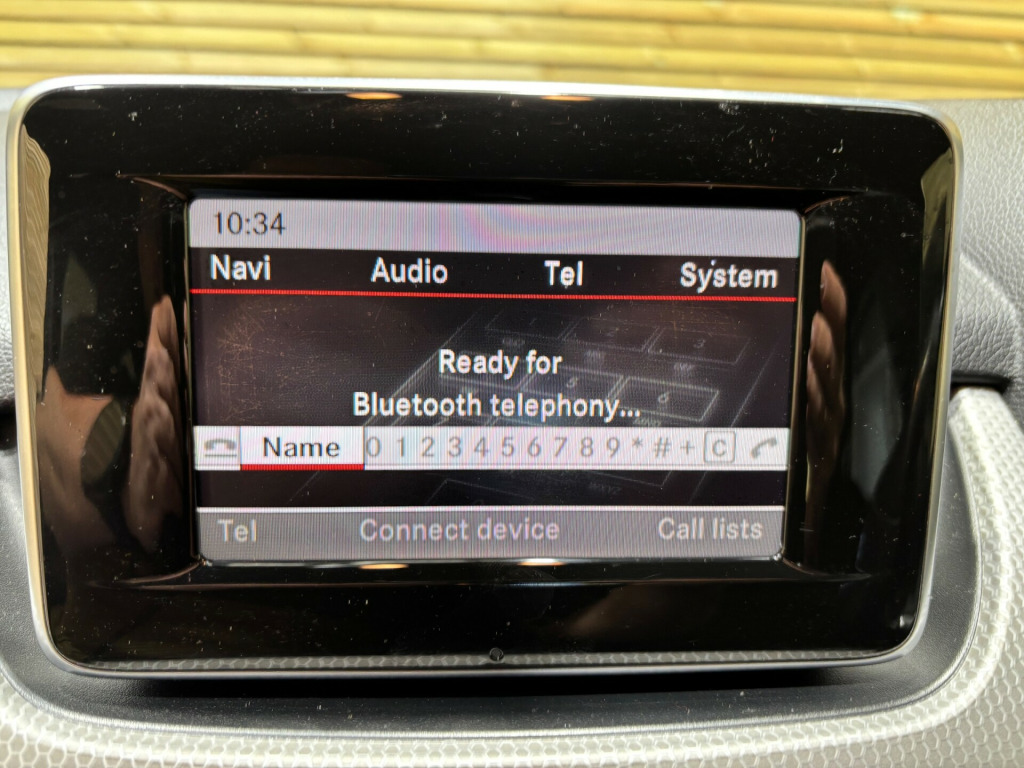 10:34
Navi Audio Tel System
Ready for
Bluetooth telephony...
Name 0 1 2 3 4 5 6 7 8 9 * # + C
Tel Connect device Call lists